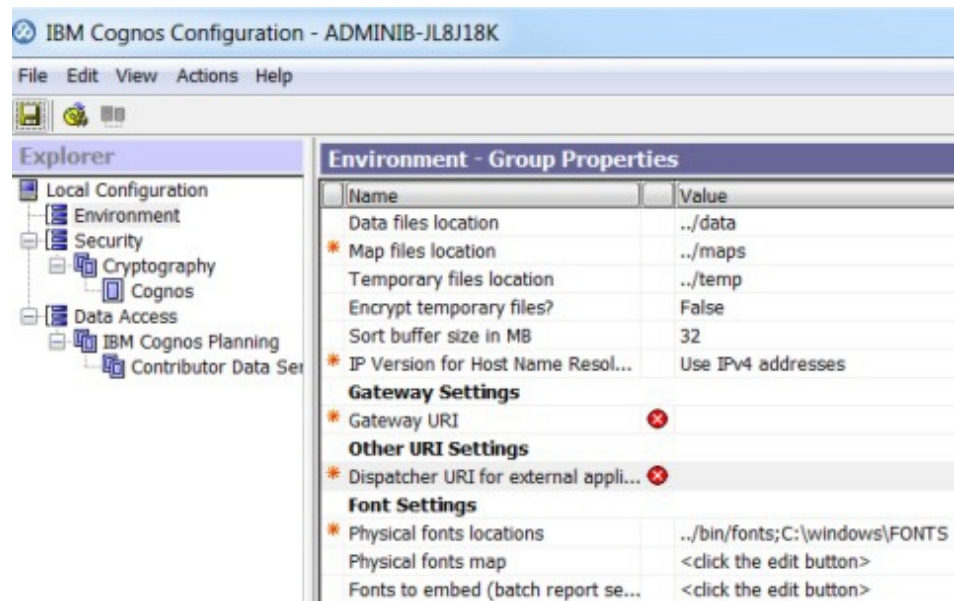 IBM Cognos Configuration - ADMINIB-JL8J18K
File Edit View Actions Help
Explorer
Local Configuration
Environment
Security
Cryptography
Cognos
Data Access
IBM Cognos Planning
Contributor Data Ser
Environment - Group Properties
Name Value
Data files location ../data
* Map files location ../maps
Temporary files location ../temp
Encrypt temporary files? False
Sort buffer size in MB 32
* IP Version for Host Name Resol... Use IPv4 addresses
Gateway Settings
* Gateway URI
Other URI Settings
* Dispatcher URI for external appli...
Font Settings
* Physical fonts locations ../bin/fonts;C:\windows\FONTS
Physical fonts map <click the edit button>
Fonts to embed (batch report se... <click the edit button>